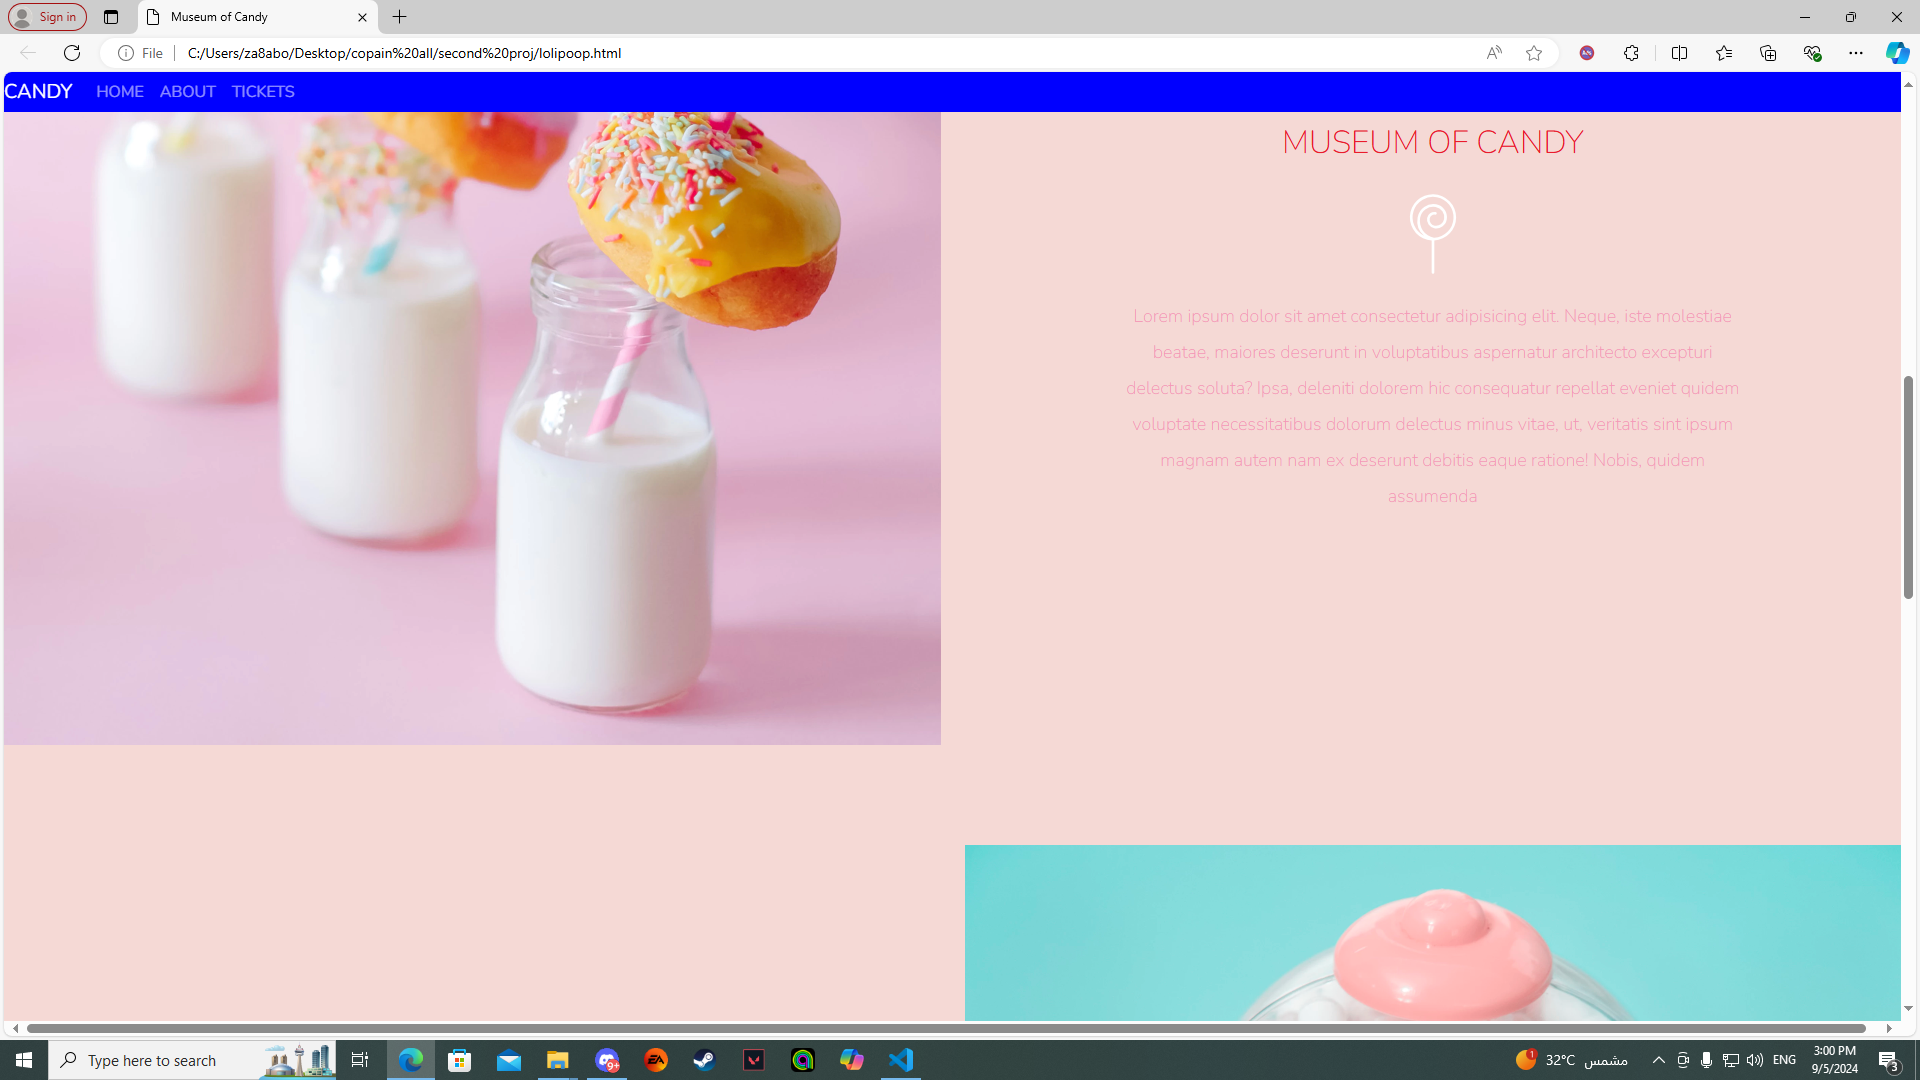 Sign in
Museum of Candy
File
C:/Users/za8abo/Desktop/copain%20all/second%20proj/lolipoop.html
CANDY HOME ABOUT TICKETS
MUSEUM OF CANDY
Lorem ipsum dolor sit amet consectetur adipisicing elit. Neque, iste molestiae
beatae, maiores deserunt in voluptatibus aspernatur architecto excepturi
delectus soluta? Ipsa, deleniti dolorem hic consequatur repellat eveniet quidem
voluptate necessitatibus dolorum delectus minus vitae, ut, veritatis sint ipsum
magnam autem nam ex deserunt debitis eaque ratione! Nobis, quidem
assumenda
Type here to search
9+
EA
1
32°C مشمس
ENG
3:00 PM
9/5/2024
3